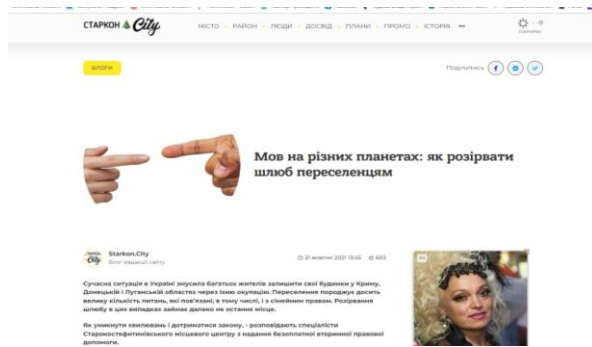 СТАРКОН City
МІСТО РАЙОН ЛЮДИ ДОСВІД ПЛАНИ ПРОМО ІСТОРІЯ
БЛОГИ
Поділитись
Мов на різних планетах: як розірвати
шлюб переселенцям
Starkon.City
Блог редакції сайту
21 жовтня 2021 13:45 603
Сучасна ситуація в Україні змусила багатьох жителів залишити свої будинки у Криму,
Донецькій і Луганській областях через їхню окупацію. Переселення породжує досить
велику кількість питань, які пов'язані, в тому числі, і з сімейним правом. Розірвання
шлюбу в цих випадках займає далеко не останнє місце.
Як уникнути хвилювань і дотриматися закону, - розповідають спеціалісти
Старокостянтинівського місцевого центру з надання безоплатної вторинної правової
допомоги.